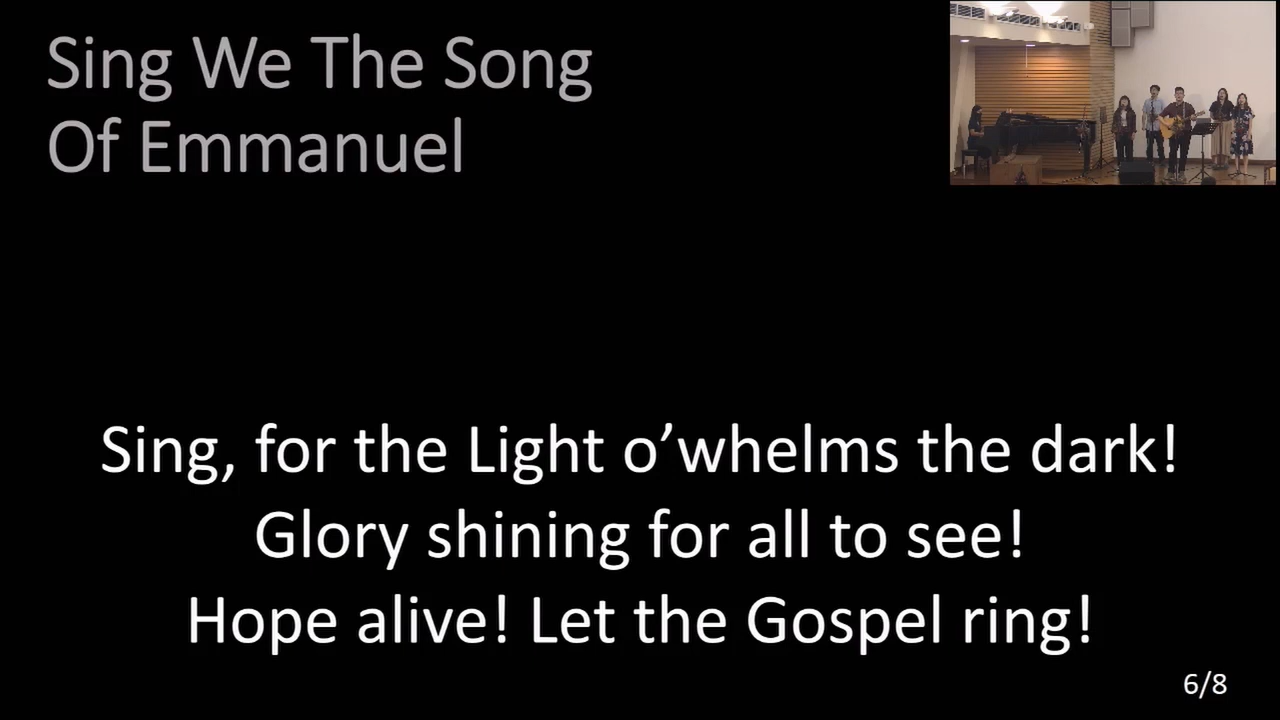 Sing We The Song
Of Emmanuel
Sing, for the Light o’whelms the dark!
Glory shining for all to see!
Hope alive! Let the Gospel ring!
6/8